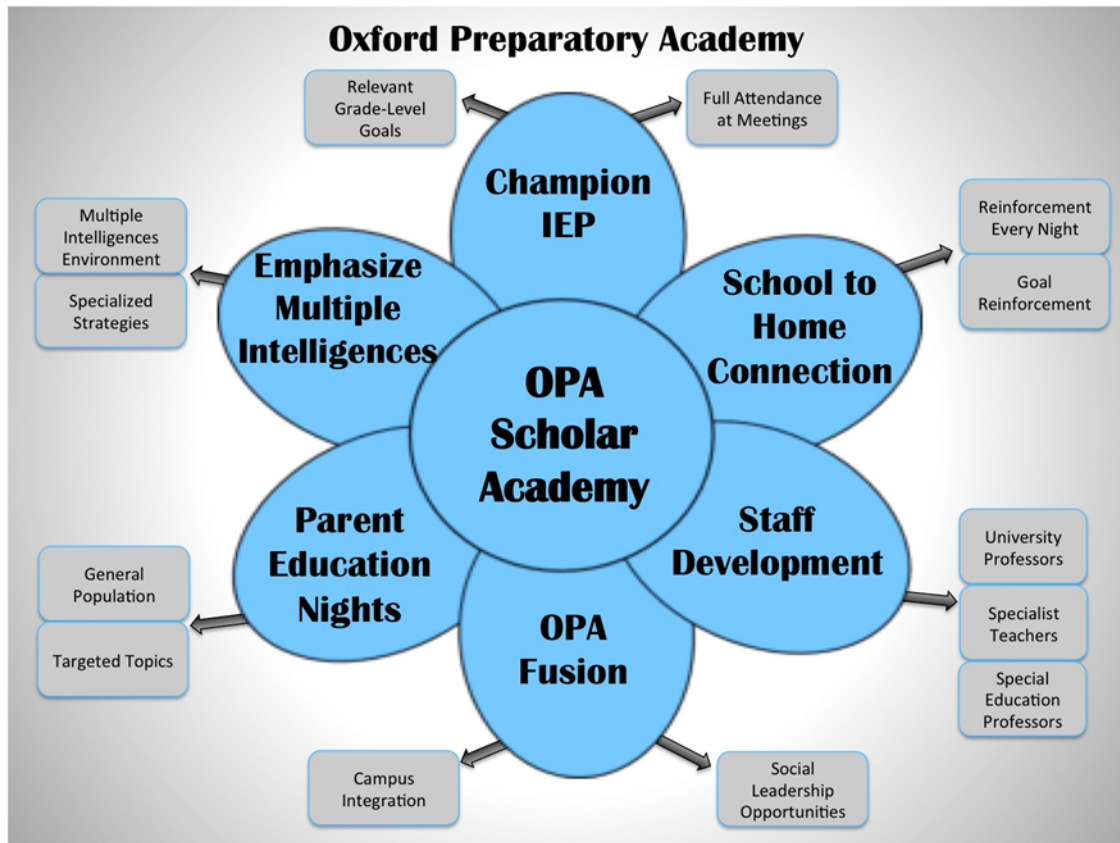 Oxford Preparatory Academy
Relevant
Grade-Level
Goals
Full Attendance
at Meetings
Champion
IEP
Multiple
Intelligences
Environment
Specialized
Strategies
Emphasize
Multiple
Intelligences
School to
Home
Connection
Reinforcement
Every Night
Goal
Reinforcement
OPA
Scholar
Academy
Parent
Education
Nights
General
Population
Targeted Topics
Staff
Development
University
Professors
Specialist
Teachers
Special
Education
Professors
OPA
Fusion
Campus
Integration
Social
Leadership
Opportunities